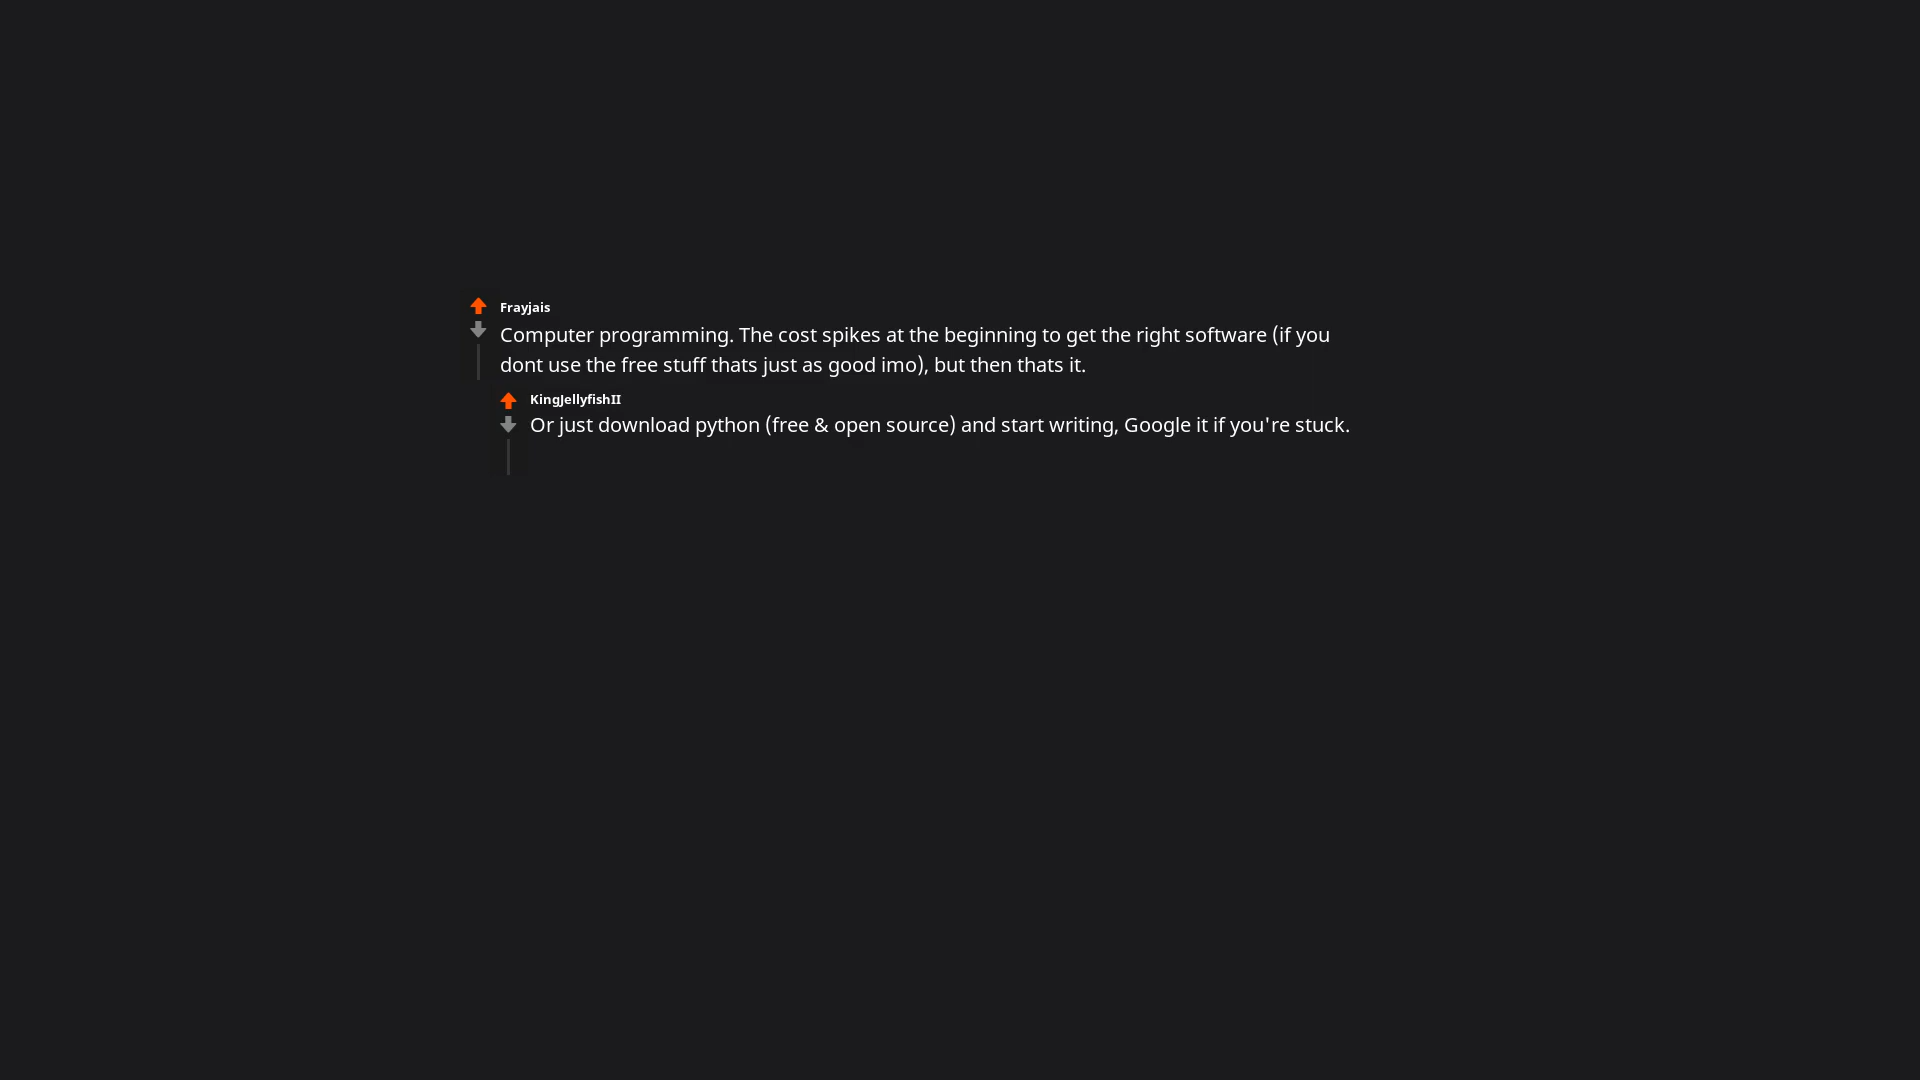 Frayjais
Computer programming. The cost spikes at the beginning to get the right software (if you
dont use the free stuff thats just as good imo), but then thats it.
KingJellyfishII
Or just download python (free & open source) and start writing, Google it if you're stuck.